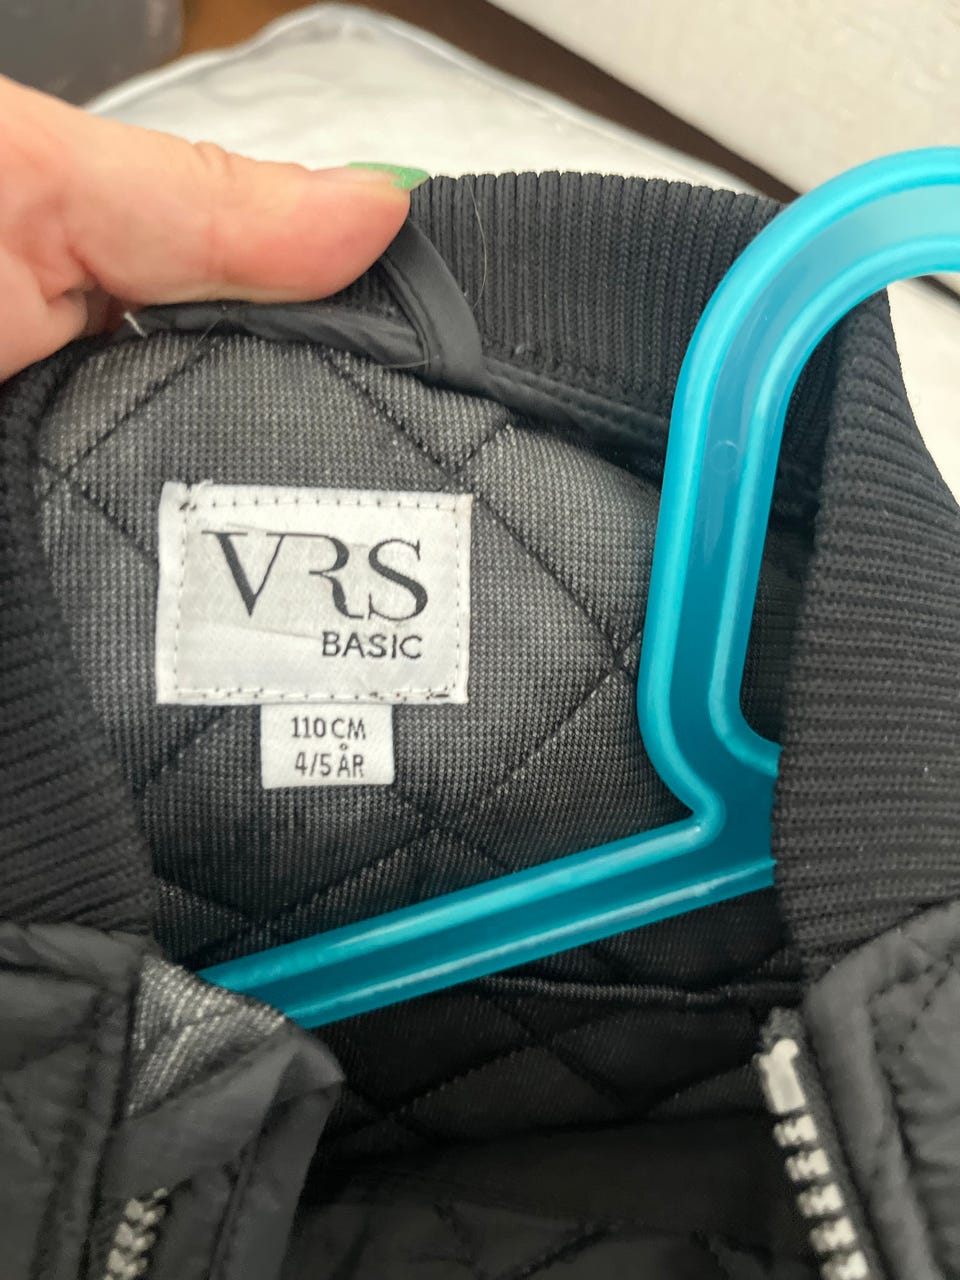 VRS
BASIC
110 CM
4/5 ÅR